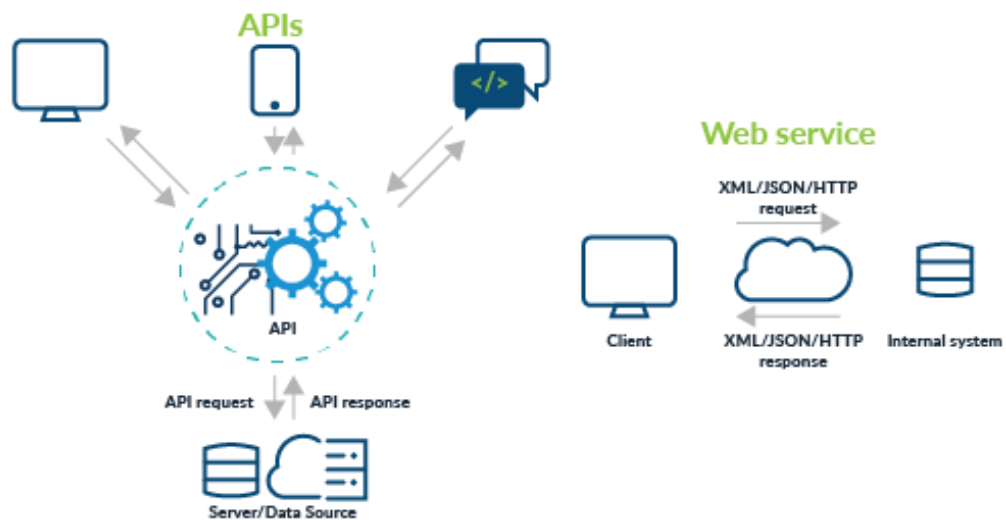 APIs
</>
API
API request
API response
Server/Data Source
Web service
XML/JSON/HTTP
request
Client
XML/JSON/HTTP
response
Internal system